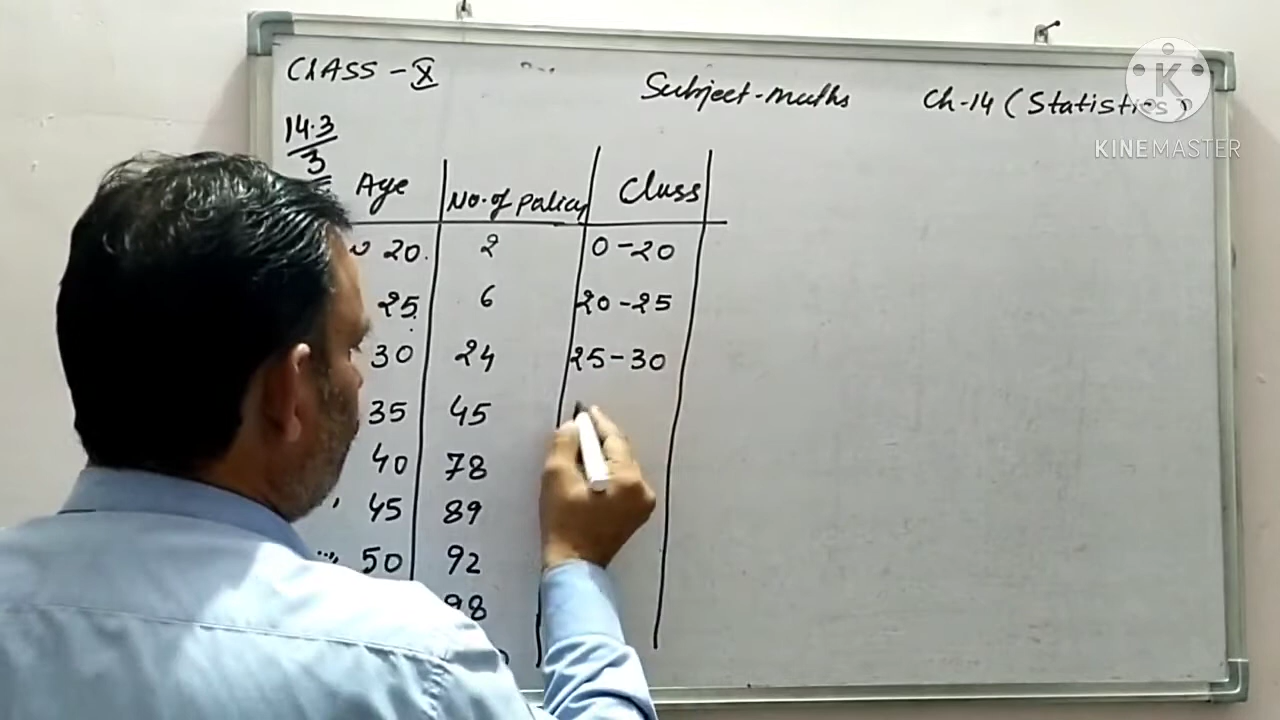 CLASS - X
Subject - maths
Ch-14 (Statistics)
K
KINEMASTER
14.3
3
Age No. of policy Class
20 2 0-20
25 6 20-25
30 24 25-30
35 45
40 78
45 89
50 92
98